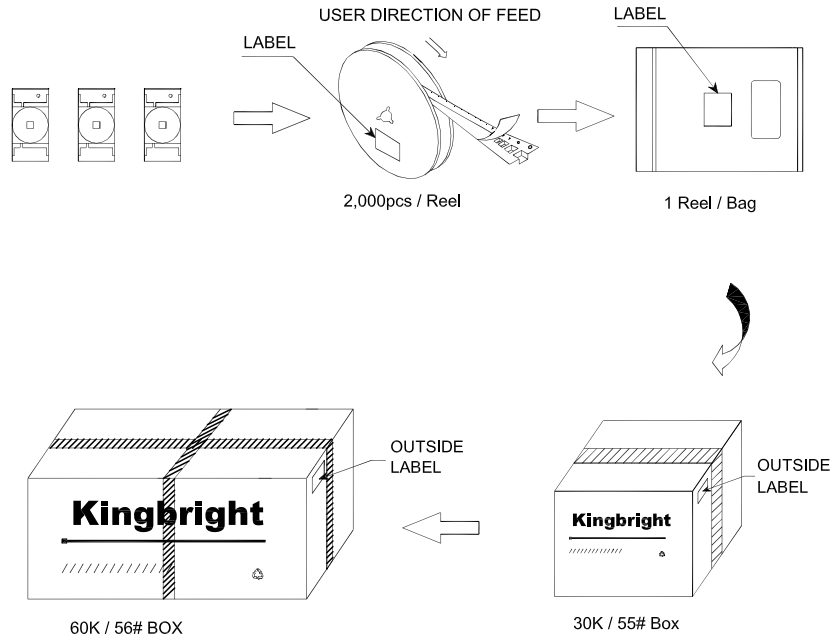 USER DIRECTION OF FEED
LABEL
LABEL
2,000pcs / Reel
1 Reel / Bag
OUTSIDE
LABEL
OUTSIDE
LABEL
Kingbright
Kingbright
60K / 56# BOX
30K / 55# Box